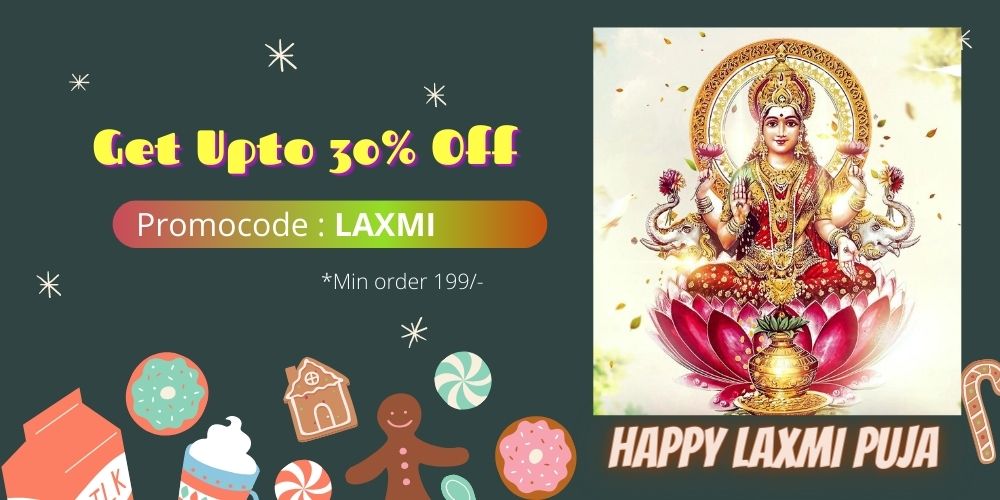 Get Upto 30% Off
Promocode : LAXMI
*Min order 199/-
HAPPY LAXMI PUJA